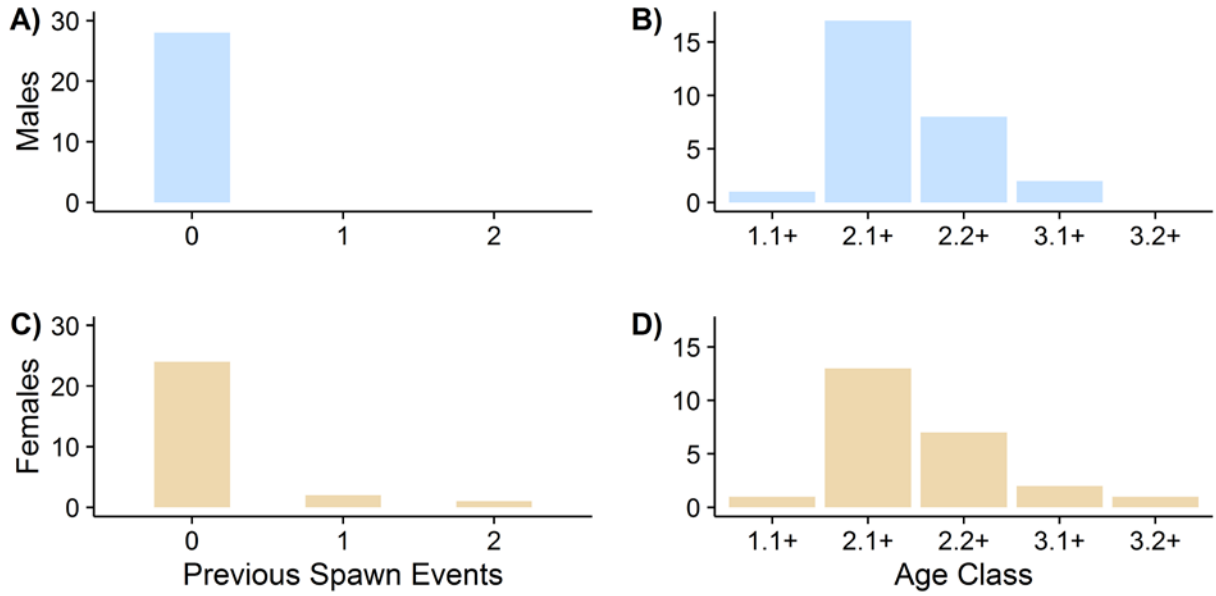 A)
Males
30
20
10
0
0 1 2
B)
15
10
5
0
1.1+ 2.1+ 2.2+ 3.1+ 3.2+
C)
Females
30
20
10
0
0 1 2
Previous Spawn Events
D)
15
10
5
0
1.1+ 2.1+ 2.2+ 3.1+ 3.2+
Age Class